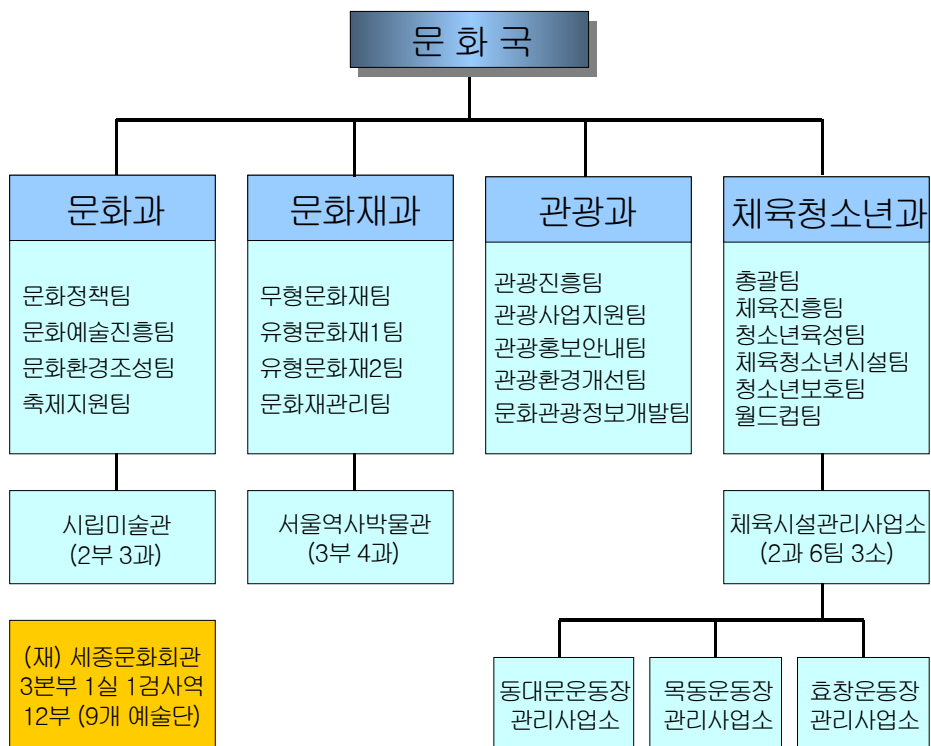 문 화 국
문화과
문화정책팀
문화예술진흥팀
문화환경조성팀
축제지원팀
시립미술관
(2부 3과)
(재) 세종문화회관
3본부 1실 1검사역
12부 (9개 예술단)
문화재과
무형문화재팀
유형문화재1팀
유형문화재2팀
문화재관리팀
서울역사박물관
(3부 4과)
관광과
관광진흥팀
관광사업지원팀
관광홍보안내팀
관광환경개선팀
문화관광정보개발팀
체육청소년과
총괄팀
체육진흥팀
청소년육성팀
체육청소년시설팀
청소년보호팀
월드컵팀
체육시설관리사업소
(2과 6팀 3소)
동대문운동장
관리사업소
목동운동장
관리사업소
효창운동장
관리사업소